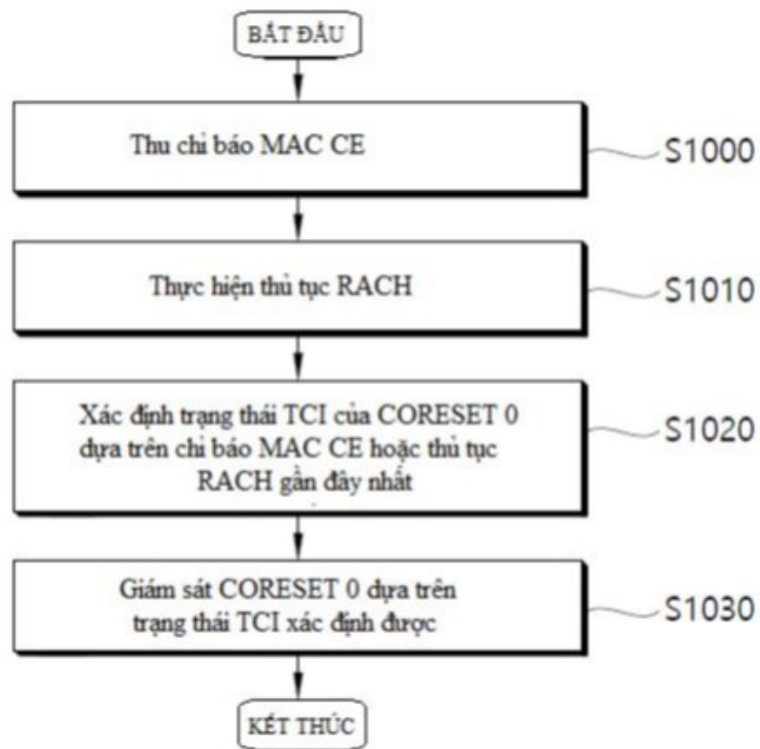 BẮT ĐẦU
Thu chỉ báo MAC CE
S1000
Thực hiện thủ tục RACH
S1010
Xác định trạng thái TCI của CORESET 0
dựa trên chỉ báo MAC CE hoặc thủ tục
RACH gần đây nhất
S1020
Giám sát CORESET 0 dựa trên
trạng thái TCI xác định được
S1030
KẾT THÚC